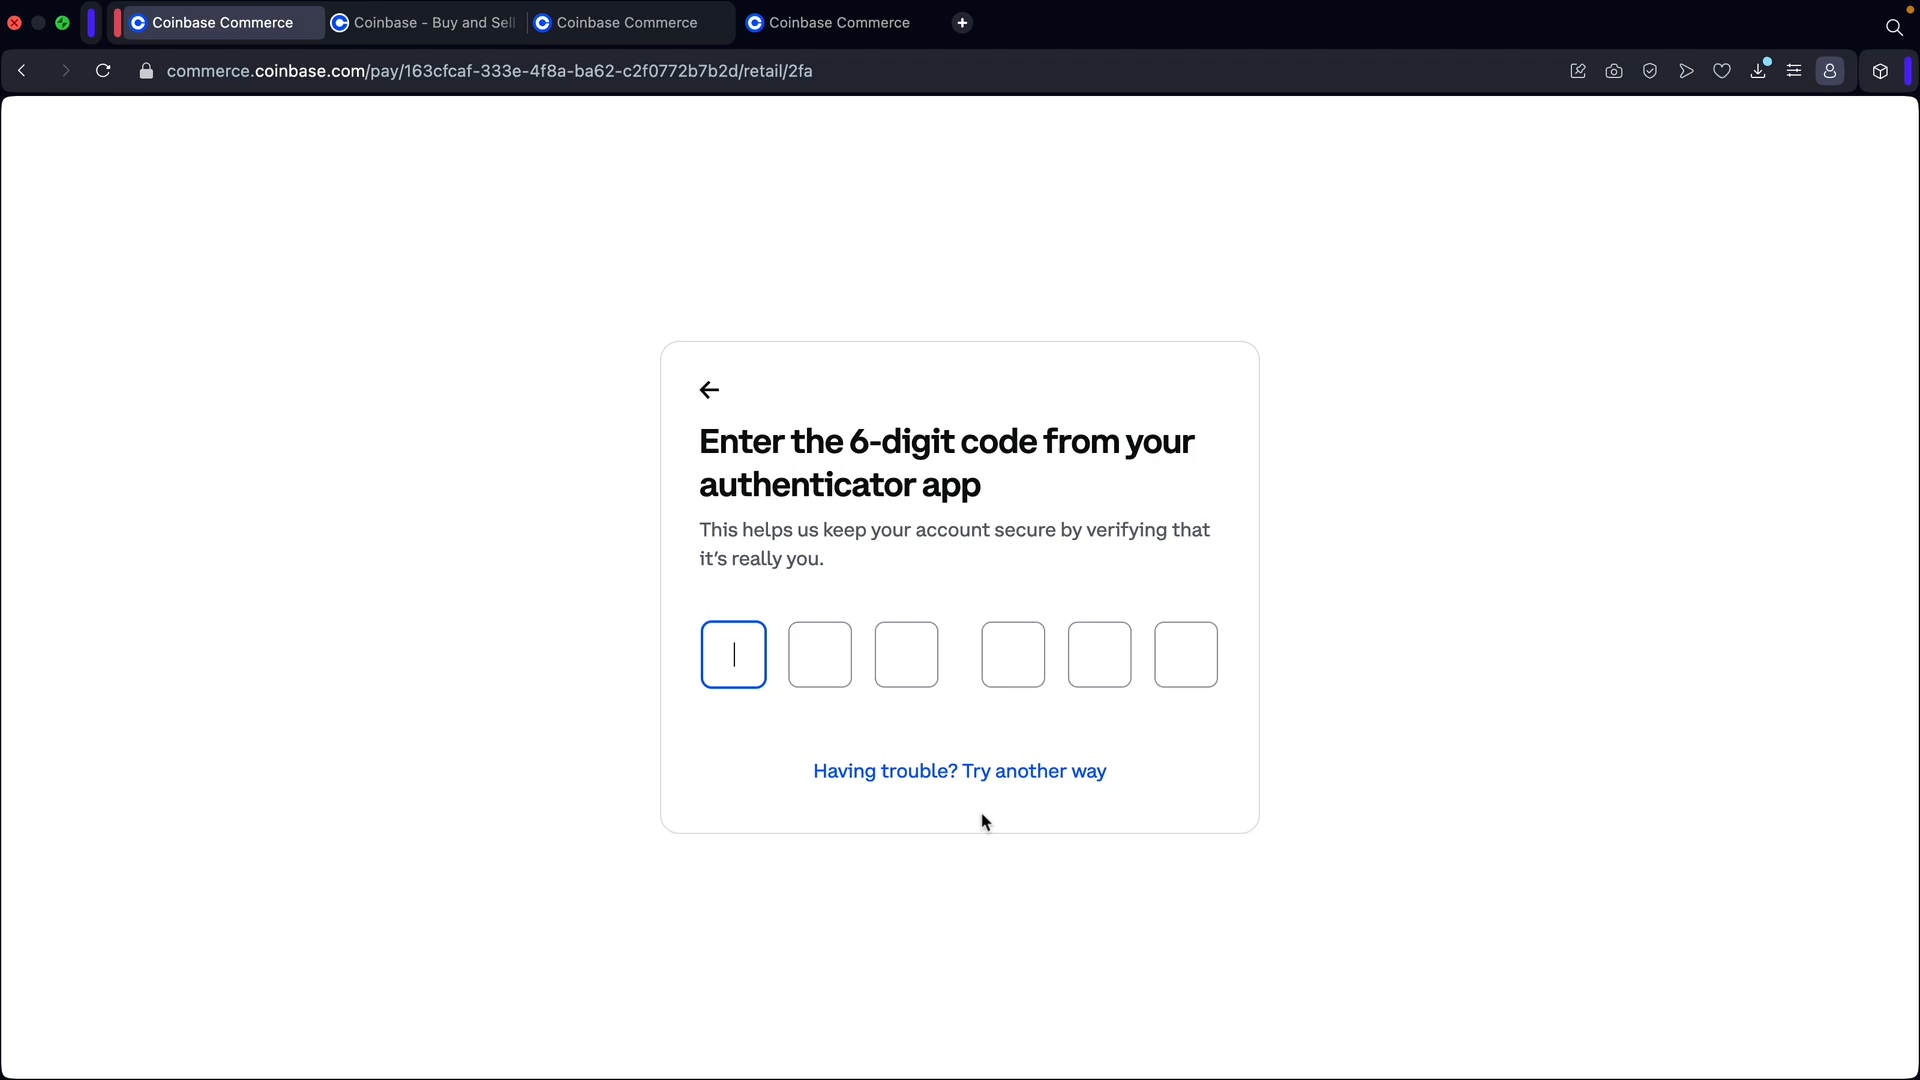 Coinbase Commerce
Coinbase - Buy and Sell
Coinbase Commerce
Coinbase Commerce
commerce.coinbase.com/pay/163cfcaf-333e-4f8a-ba62-c2f0772b7b2d/retail/2fa
Enter the 6-digit code from your
authenticator app
This helps us keep your account secure by verifying that
it's really you.
Having trouble? Try another way